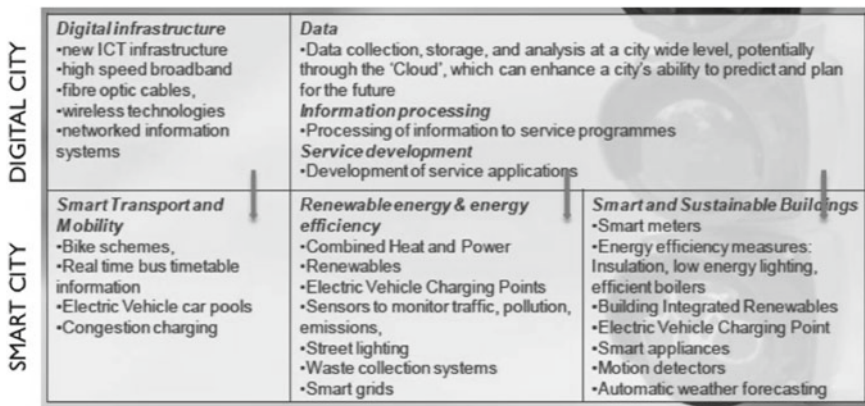 DIGITAL CITY
Digital infrastructure
•new ICT infrastructure
•high speed broadband
•fibre optic cables,
•wireless technologies
•networked information
systems
Data
•Data collection, storage, and analysis at a city wide level, potentially
through the 'Cloud', which can enhance a city's ability to predict and plan
for the future
Information processing
•Processing of information to service programmes
Service development
•Development of service applications
SMART CITY
Smart Transport and
Mobility
•Bike schemes,
•Real time bus timetable
information
•Electric Vehicle car pools
•Congestion charging
Renewable energy & energy
efficiency
•Combined Heat and Power
•Renewables
•Electric Vehicle Charging Points
•Sensors to monitor traffic, pollution,
emissions,
•Street lighting
•Waste collection systems
•Smart grids
Smart and Sustainable Buildings
•Smart meters
•Energy efficiency measures:
Insulation, low energy lighting,
efficient boilers
•Building Integrated Renewables
•Electric Vehicle Charging Point
•Smart appliances
•Motion detectors
•Automatic weather forecasting